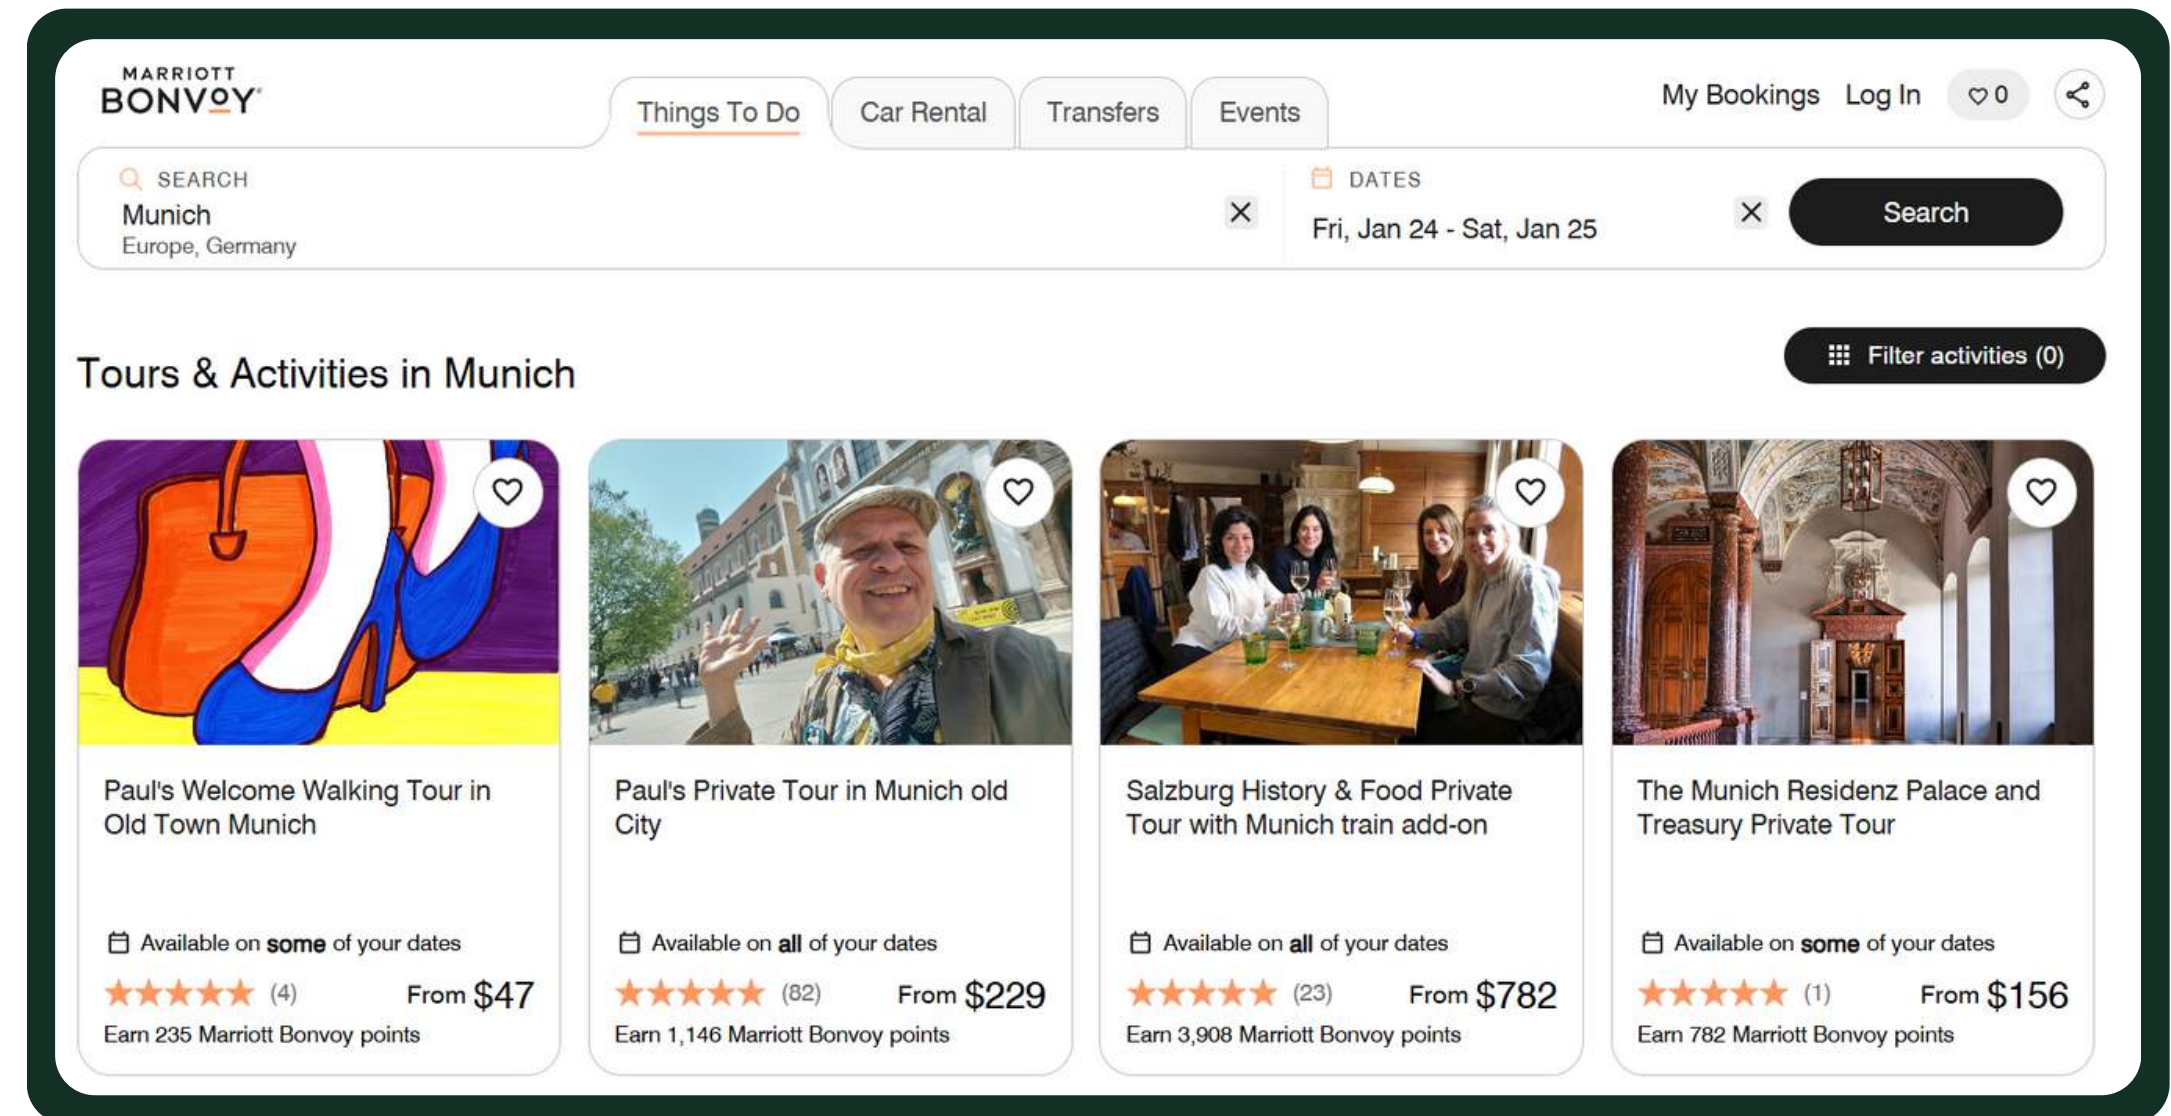 MARRIOTT
BONVOY
Things To Do
Car Rental
Transfers
Events
My Bookings
Log In
0
SEARCH
Munich
Europe, Germany
DATES
Fri, Jan 24 - Sat, Jan 25
Search
Tours & Activities in Munich
Filter activities (0)
Paul's Welcome Walking Tour in
Old Town Munich
Available on some of your dates
(4)
From $47
Earn 235 Marriott Bonvoy points
Paul's Private Tour in Munich old
City
Available on all of your dates
(82)
From $229
Earn 1,146 Marriott Bonvoy points
Salzburg History & Food Private
Tour with Munich train add-on
Available on all of your dates
(23)
From $782
Earn 3,908 Marriott Bonvoy points
The Munich Residenz Palace and
Treasury Private Tour
Available on some of your dates
(1)
From $156
Earn 782 Marriott Bonvoy points